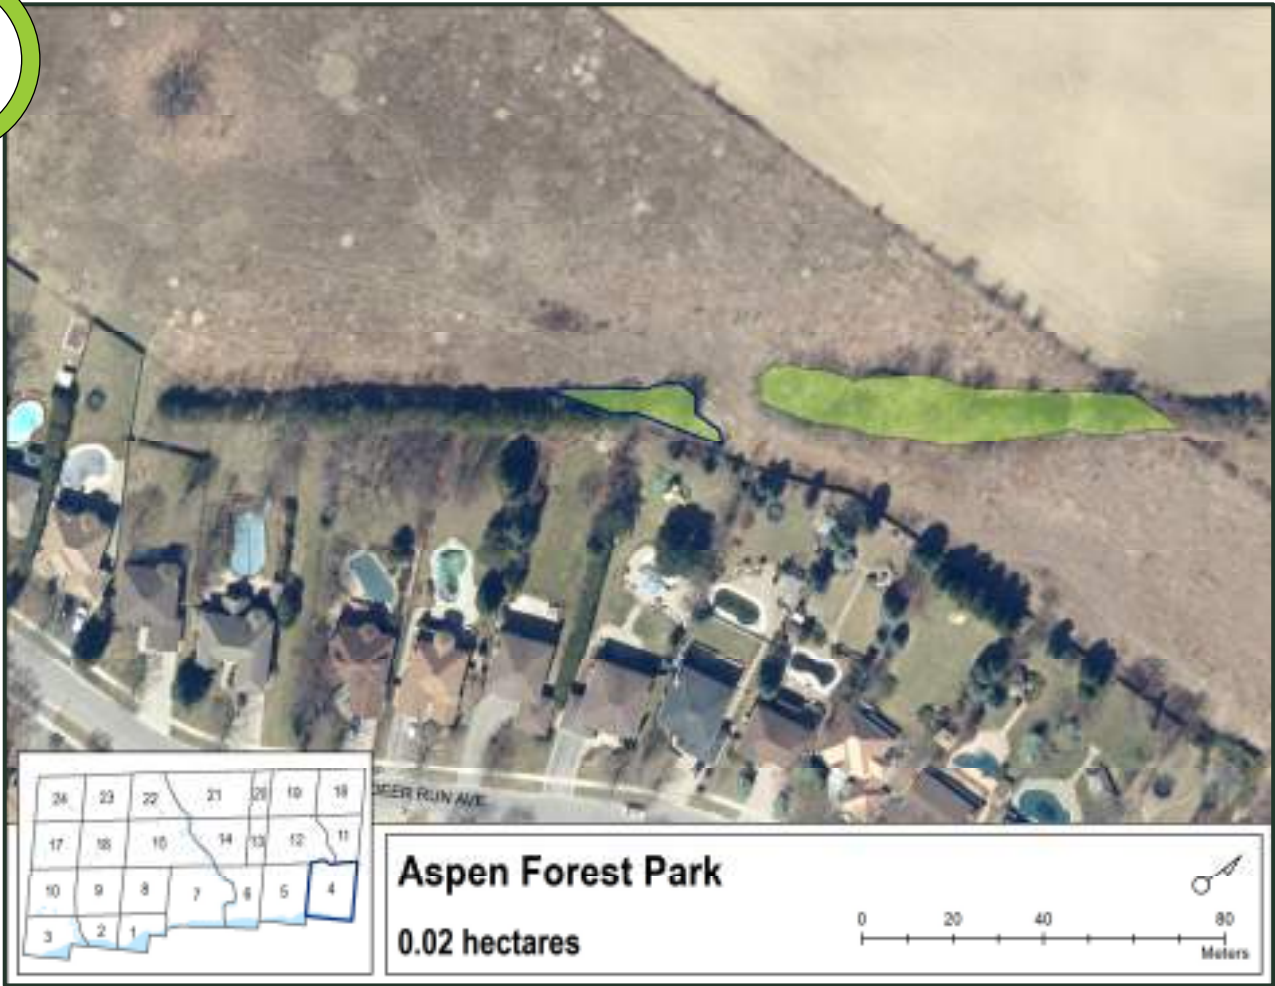 24 23 22 21 20 19 18
17 16 15 14 13 12 11
10 9 8 7 6 5 4
3 2 1
DEER RUN AVE
Aspen Forest Park
0.02 hectares
0 20 40 80
Meters